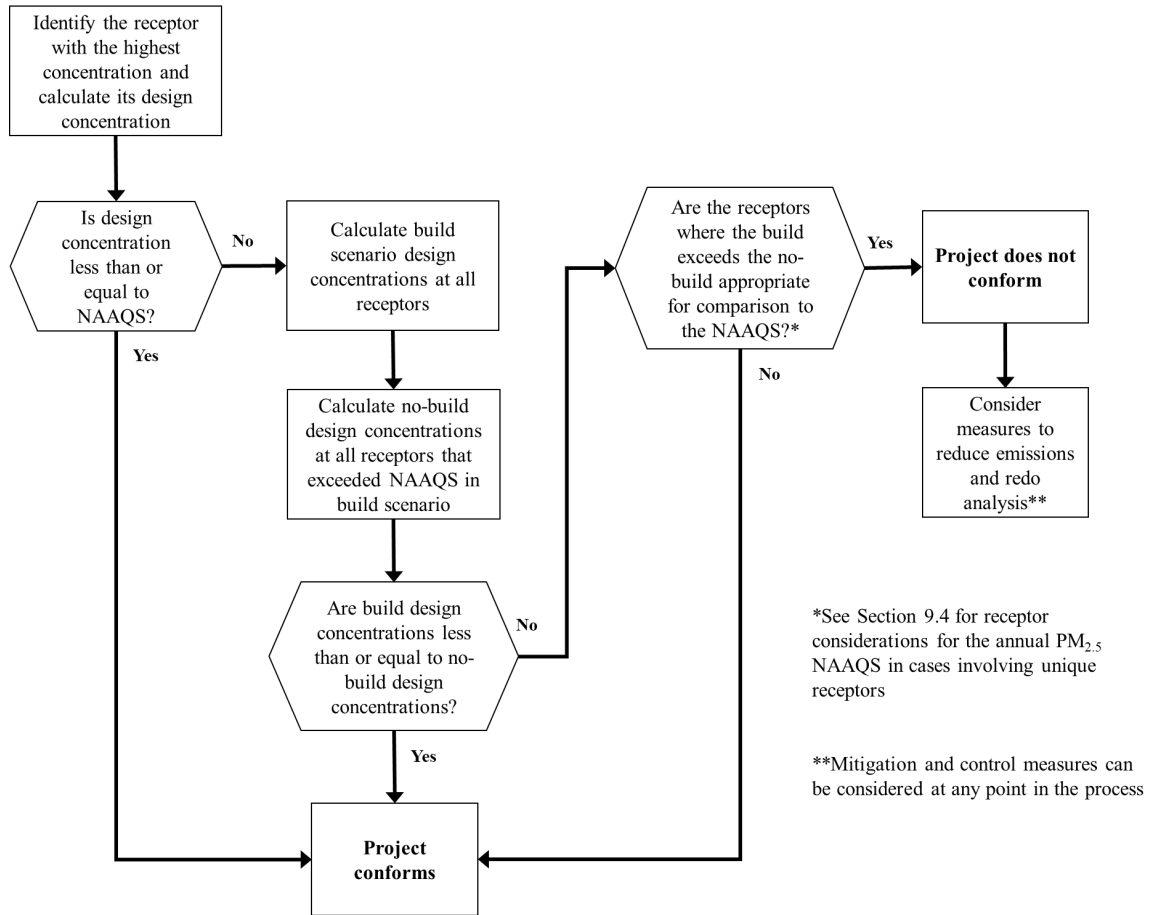 Identify the receptor
with the highest
concentration and
calculate its design
concentration
Is design
concentration
less than or
equal to
NAAQS?
No
Yes
Calculate build
scenario design
concentrations at all
receptors
Calculate no-build
design concentrations
at all receptors that
exceeded NAAQS in
build scenario
Are build design
concentrations less
than or equal to no-
build design
concentrations?
No
Yes
Project
conforms
Are the receptors
where the build
exceeds the no-
build appropriate
for comparison to
the NAAQS?*
Yes
No
Project does not
conform
Consider
measures to
reduce emissions
and redo
analysis**
*See Section 9.4 for receptor
considerations for the annual PM2.5
NAAQS in cases involving unique
receptors
**Mitigation and control measures can
be considered at any point in the process